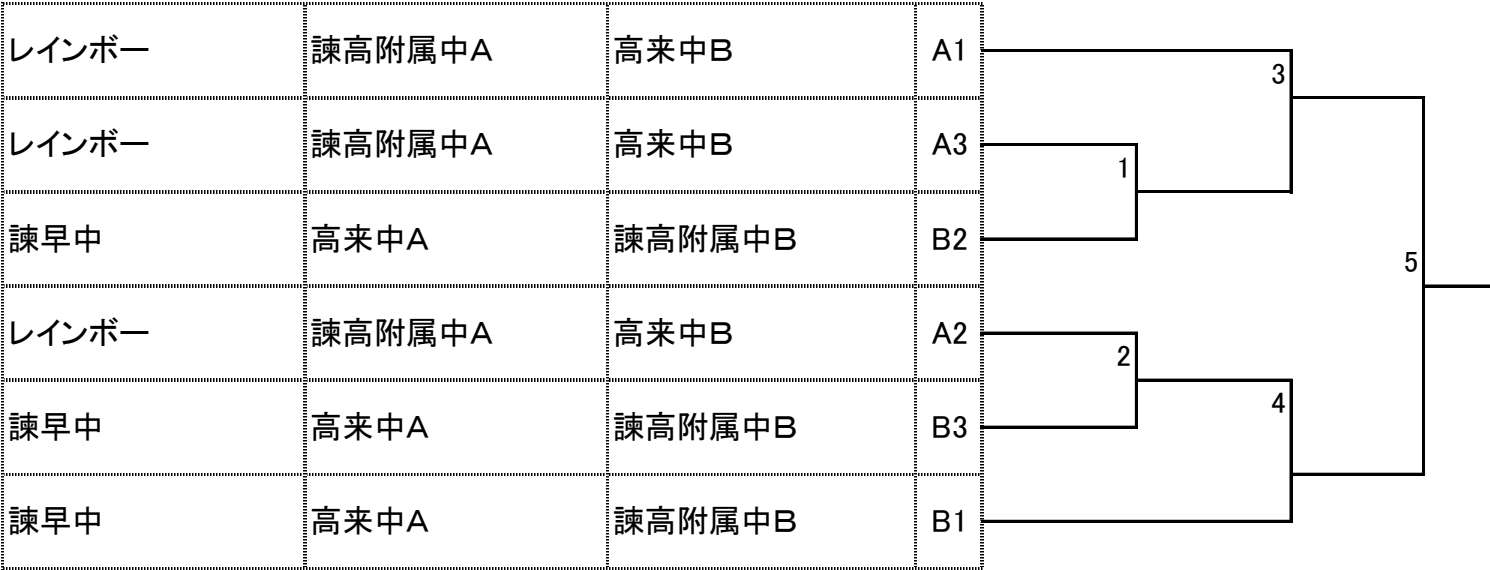 レインボー 諫高附属中A 高来中B A1
3
レインボー 諫高附属中A 高来中B A3
1
諫早中 高来中A 諫高附属中B B2
5
レインボー 諫高附属中A 高来中B A2
2
諫早中 高来中A 諫高附属中B B3
4
諫早中 高来中A 諫高附属中B B1